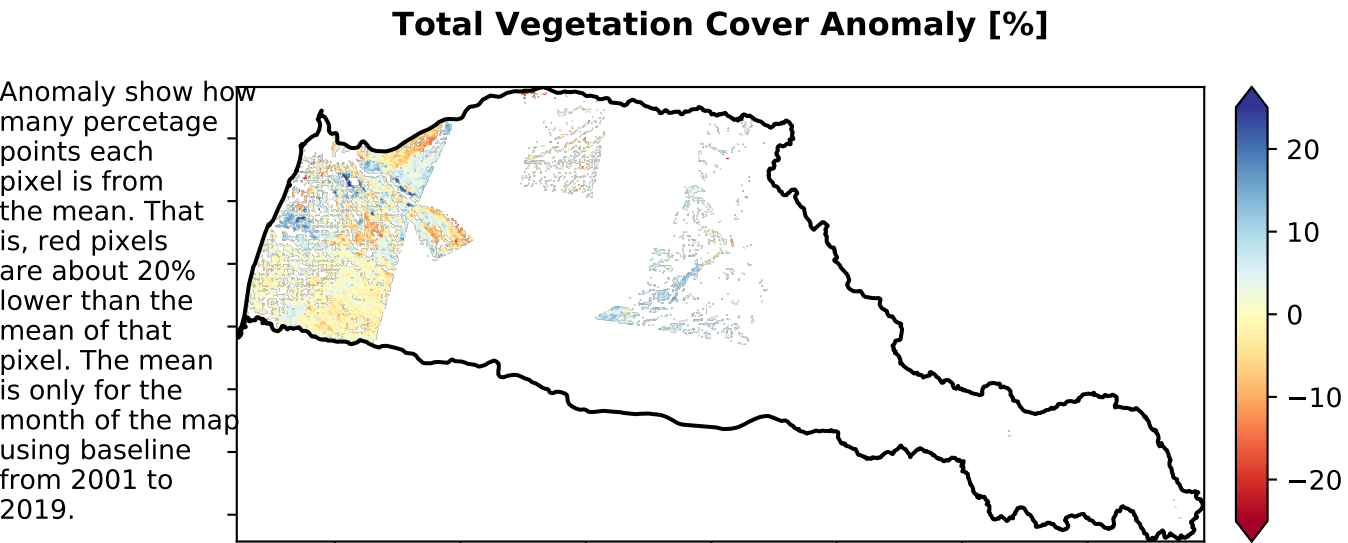 Total Vegetation Cover Anomaly [%]
Anomaly show how
many percetage
points each
pixel is from
the mean. That
is, red pixels
are about 20%
lower than the
mean of that
pixel. The mean
is only for the
month of the map
using baseline
from 2001 to
2019.
20
10
0
−10
−20